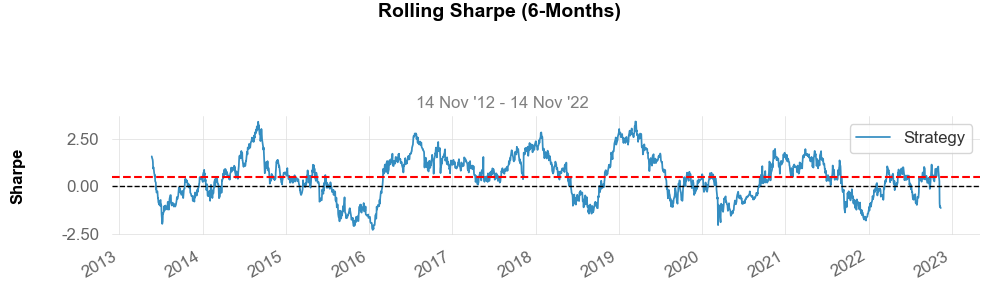 Rolling Sharpe (6-Months)
14 Nov '12 - 14 Nov '22
Sharpe
2.50
0.00
-2.50
Strategy
2013 2014 2015 2016 2017 2018 2019 2020 2021 2022 2023